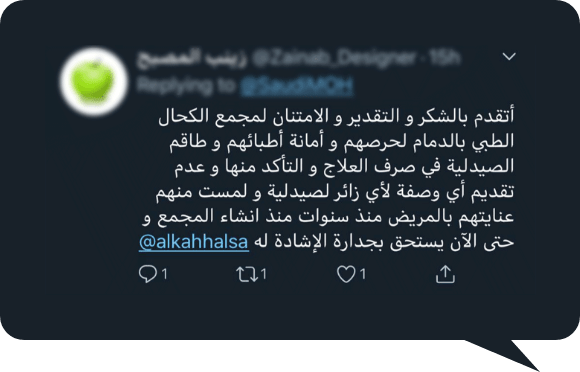 زينب @Zainab_Designer · 15h
Replying to @SaudiMOH
أتقدم بالشكر و التقدير و الامتنان لمجمع الكحال
الطبي بالدمام لحرصهم و أمانة أطبائهم و طاقم
الصيدلية في صرف العلاج و التأكد منها و عدم
تقديم أي وصفة لأي زائر لصيدلية و لمست منهم
عنايتهم بالمريض منذ سنوات منذ انشاء المجمع و
حتى الآن يستحق بجدارة الإشادة له @alkahhalsa
1 1 1